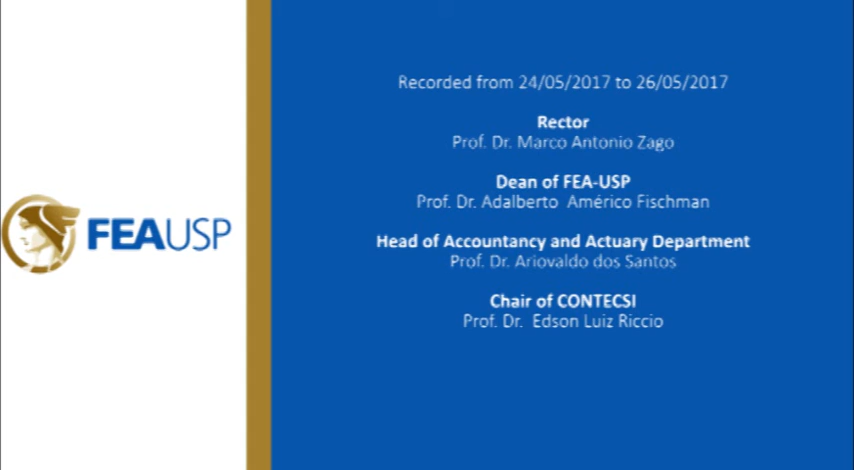 FEAUSP
Recorded from 24/05/2017 to 26/05/2017
Rector
Prof. Dr. Marco Antonio Zago
Dean of FEA-USP
Prof. Dr. Adalberto Américo Fischman
Head of Accountancy and Actuary Department
Prof. Dr. Ariovaldo dos Santos
Chair of CONTECSI
Prof. Dr. Edson Luiz Riccio